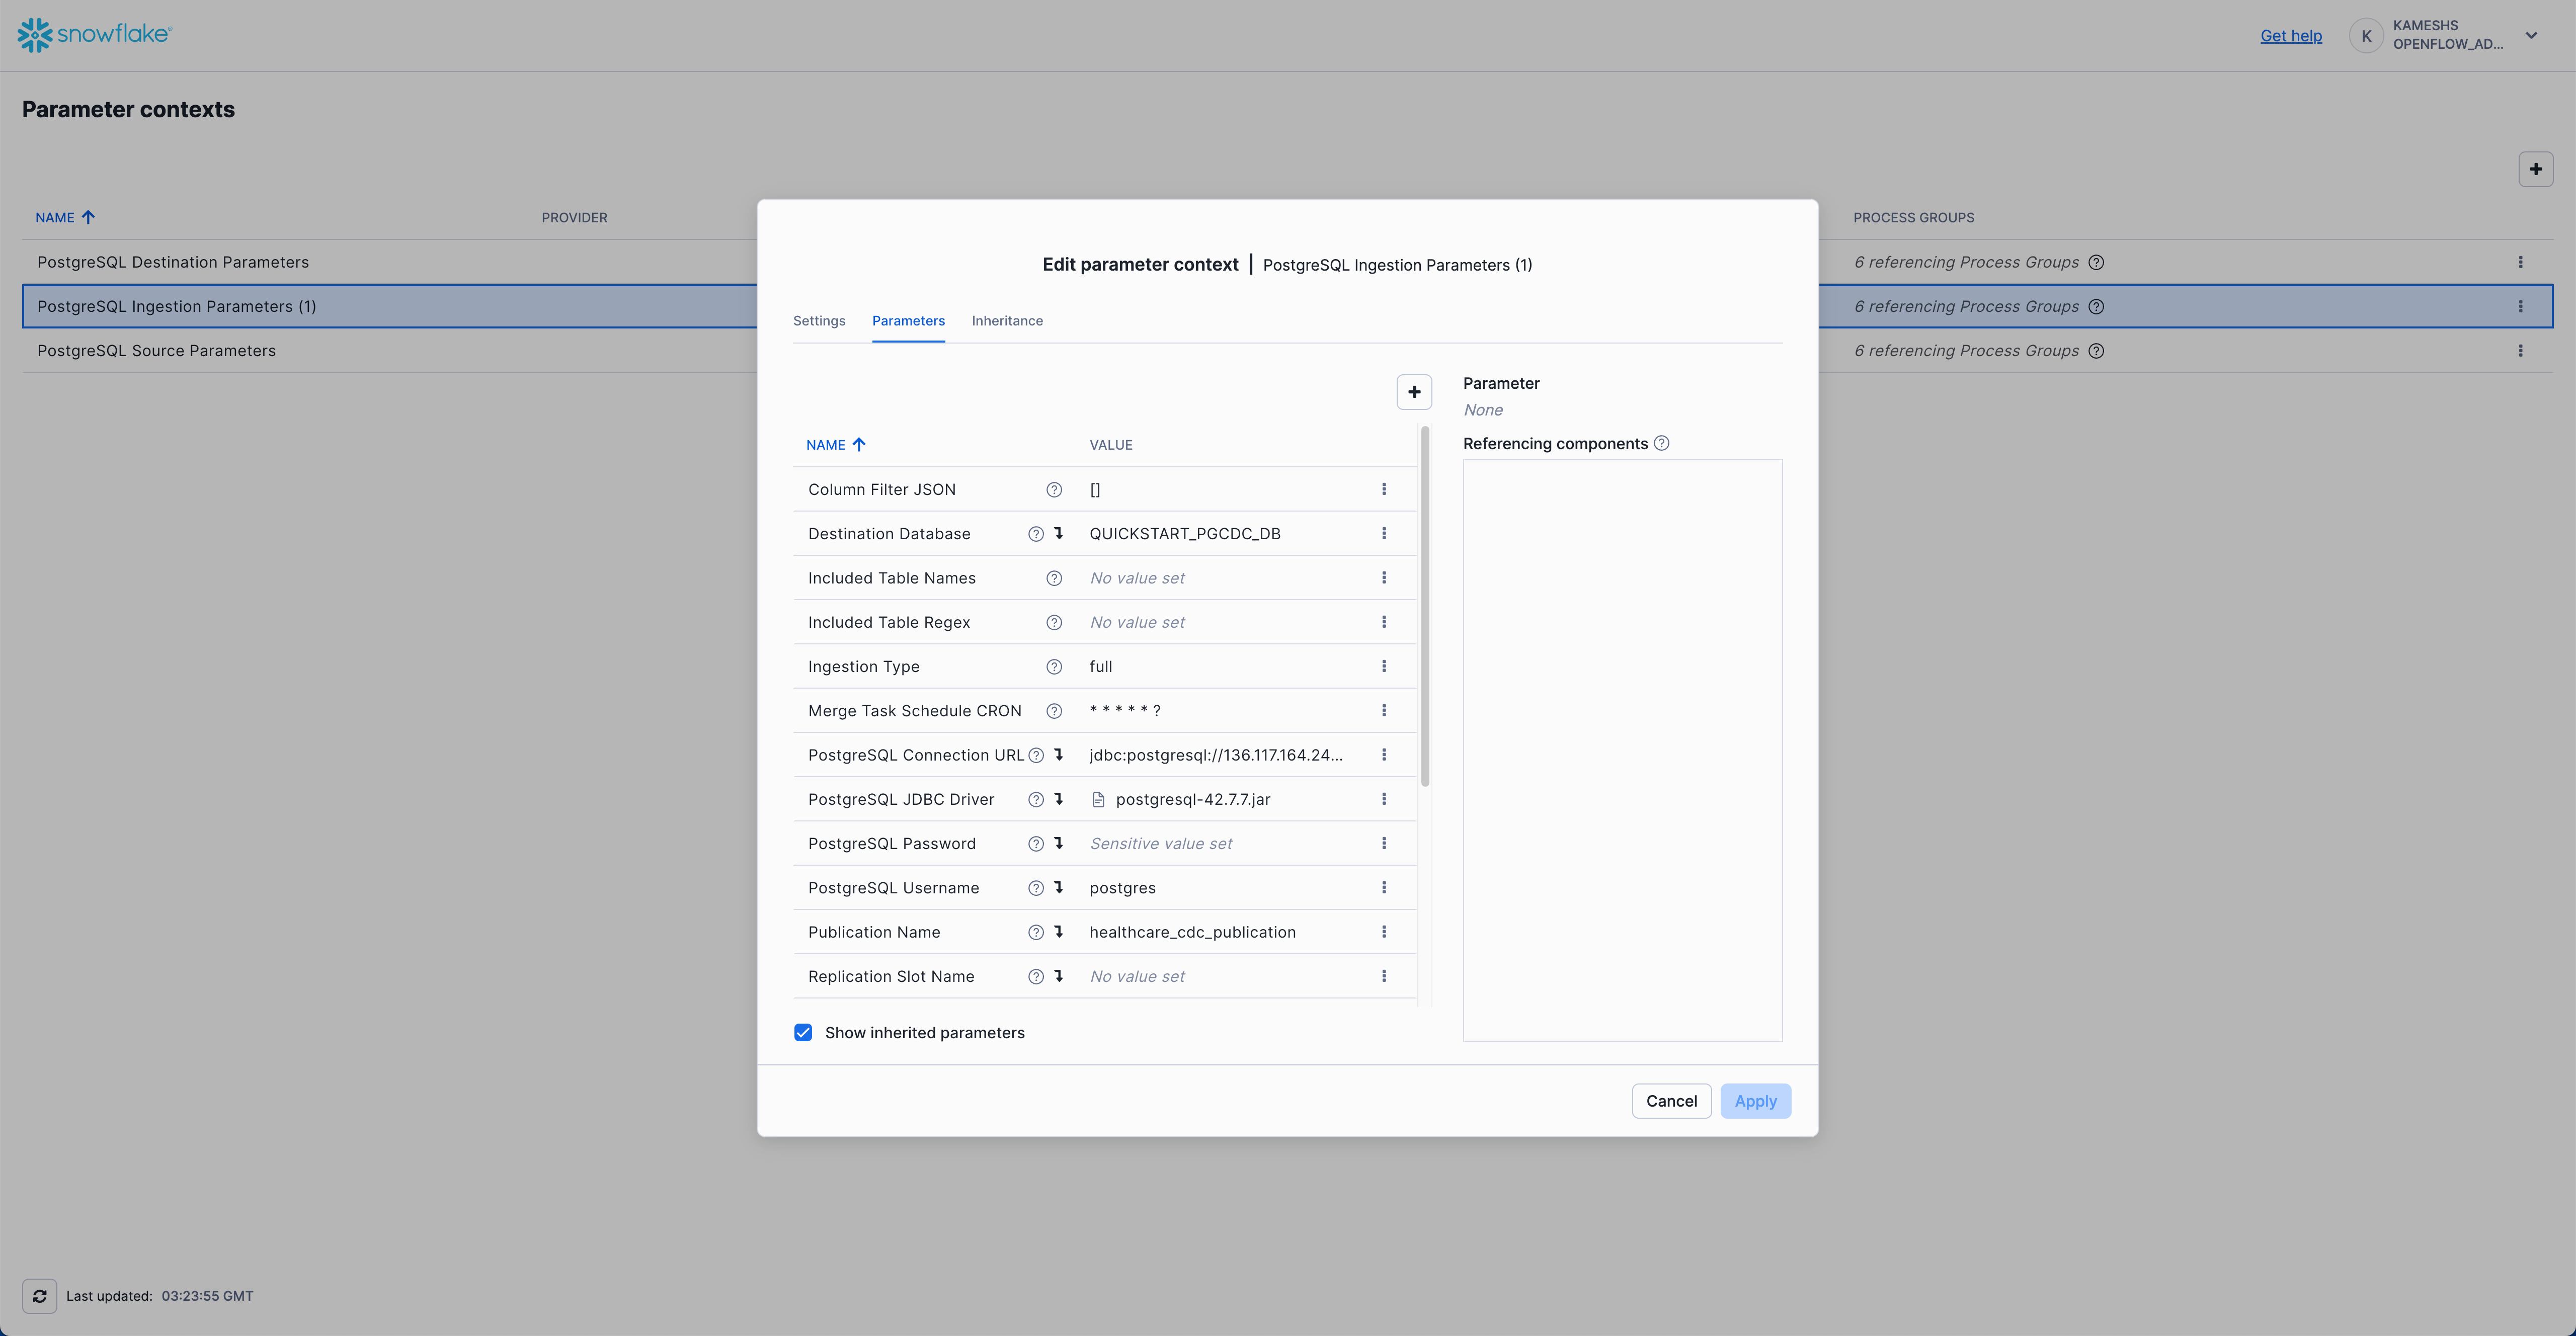 snowflake®
Get help
K
KAMESHS
OPENFLOW_AD...
Parameter contexts
NAME
PROVIDER
PROCESS GROUPS
PostgreSQL Destination Parameters
6 referencing Process Groups
PostgreSQL Ingestion Parameters (1)
6 referencing Process Groups
PostgreSQL Source Parameters
6 referencing Process Groups
Edit parameter context | PostgreSQL Ingestion Parameters (1)
Settings
Parameters
Inheritance
NAME
VALUE
Column Filter JSON
[]
Destination Database
QUICKSTART_PGCDC_DB
Included Table Names
No value set
Included Table Regex
No value set
Ingestion Type
full
Merge Task Schedule CRON
* * * * * ?
PostgreSQL Connection URL
jdbc:postgresql://136.117.164.24...
PostgreSQL JDBC Driver
postgresql-42.7.7.jar
PostgreSQL Password
Sensitive value set
PostgreSQL Username
postgres
Publication Name
healthcare_cdc_publication
Replication Slot Name
No value set
Show inherited parameters
Parameter
None
Referencing components
Cancel
Apply
Last updated: 03:23:55 GMT